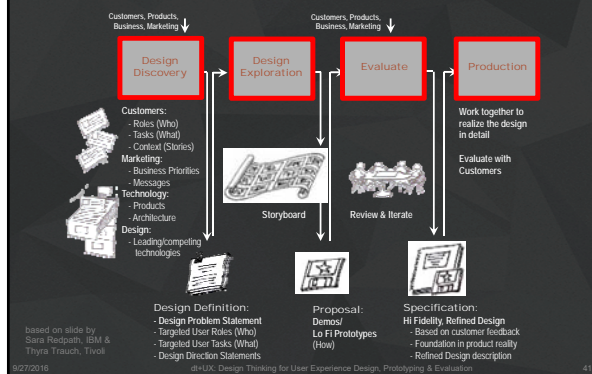 Customers, Products,
Business, Marketing
Customers, Products,
Business, Marketing
Design
Discovery
Design
Exploration
Evaluate
Production
Customers:
- Roles (Who)
- Tasks (What)
- Context (Stories)
Marketing:
- Business Priorities
- Messages
Technology:
- Products
- Architecture
Design:
- Leading/competing
technologies
Storyboard
Review & Iterate
Work together to
realize the design
in detail
Evaluate with
Customers
Design Definition:
- Design Problem Statement
- Targeted User Roles (Who)
- Targeted User Tasks (What)
- Design Direction Statements
Proposal:
Demos/
Lo Fi Prototypes
(How)
Specification:
Hi Fidelity, Refined Design
- Based on customer feedback
- Foundation in product reality
- Refined Design description
based on slide by
Sara Redpath, IBM &
Thyra Trauch, Tivoli
9/27/2016
dt+UX: Design Thinking for User Experience Design, Prototyping & Evaluation
41